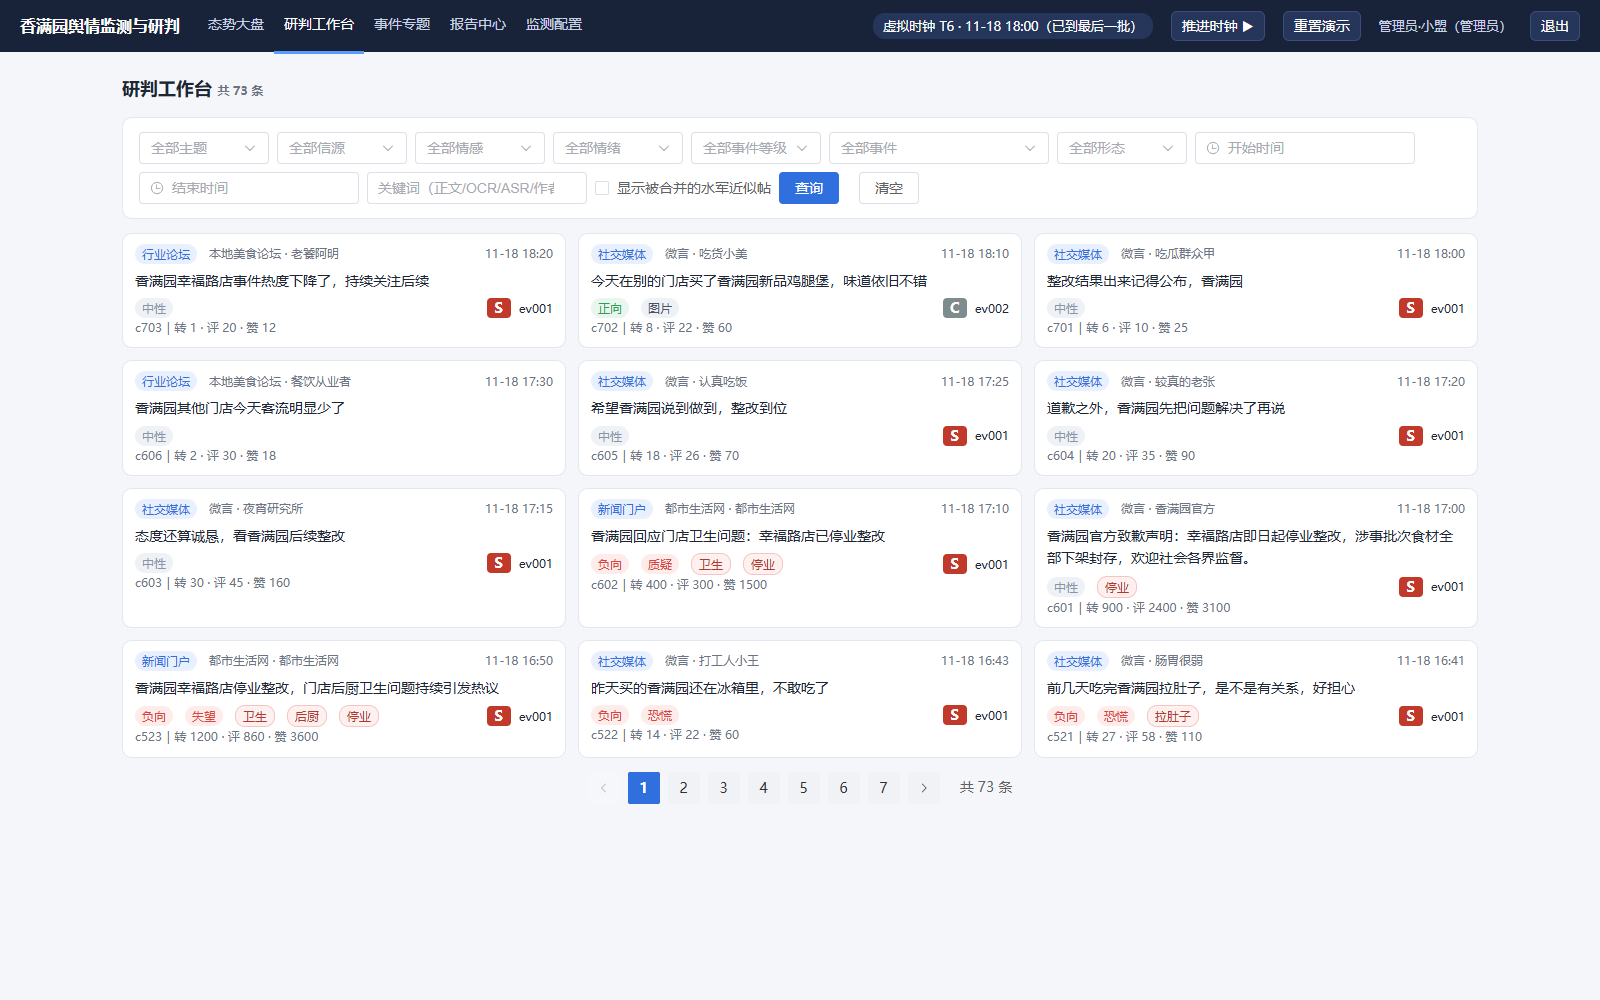 香满园舆情监测与研判 态势大盘 研判工作台 事件专题 报告中心 监测配置 虚拟时钟 T6 · 11-18 18:00（已到最后一批） 推进时钟 ▶ 重置演示 管理员·小盟（管理员） 退出
研判工作台 共 73 条
全部主题 全部信源 全部情感 全部情绪 全部事件等级 全部事件 全部形态 开始时间
结束时间 关键词（正文/OCR/ASR/作者 显示被合并的水军近似帖 查询 清空
行业论坛 本地美食论坛 · 老饕阿明 11-18 18:20
香满园幸福路店事件热度下降了，持续关注后续
中性 S ev001
c703 | 转 1 · 评 20 · 赞 12
社交媒体 微言 · 吃货小美 11-18 18:10
今天在别的门店买了香满园新品鸡腿堡，味道依旧不错
正向 图片 C ev002
c702 | 转 8 · 评 22 · 赞 60
社交媒体 微言 · 吃瓜群众甲 11-18 18:00
整改结果出来记得公布，香满园
中性 S ev001
c701 | 转 6 · 评 10 · 赞 25
行业论坛 本地美食论坛 · 餐饮从业者 11-18 17:30
香满园其他门店今天客流明显少了
中性
c606 | 转 2 · 评 30 · 赞 18
社交媒体 微言 · 认真吃饭 11-18 17:25
希望香满园说到做到，整改到位
中性 S ev001
c605 | 转 18 · 评 26 · 赞 70
社交媒体 微言 · 较真的老张 11-18 17:20
道歉之外，香满园先把问题解决了再说
中性 S ev001
c604 | 转 20 · 评 35 · 赞 90
社交媒体 微言 · 夜宵研究所 11-18 17:15
态度还算诚恳，看香满园后续整改
中性 S ev001
c603 | 转 30 · 评 45 · 赞 160
新闻门户 都市生活网 · 都市生活网 11-18 17:10
香满园回应门店卫生问题：幸福路店已停业整改
负向 质疑 卫生 停业 S ev001
c602 | 转 400 · 评 300 · 赞 1500
社交媒体 微言 · 香满园官方 11-18 17:00
香满园官方致歉声明：幸福路店即日起停业整改，涉事批次食材全
部下架封存，欢迎社会各界监督。
中性 停业 S ev001
c601 | 转 900 · 评 2400 · 赞 3100
新闻门户 都市生活网 · 都市生活网 11-18 16:50
香满园幸福路店停业整改，门店后厨卫生问题持续引发热议
负向 失望 卫生 后厨 停业 S ev001
c523 | 转 1200 · 评 860 · 赞 3600
社交媒体 微言 · 打工人小王 11-18 16:43
昨天买的香满园还在冰箱里，不敢吃了
负向 恐慌 S ev001
c522 | 转 14 · 评 22 · 赞 60
社交媒体 微言 · 肠胃很弱 11-18 16:41
前几天吃完香满园拉肚子，是不是有关系，好担心
负向 恐慌 拉肚子 S ev001
c521 | 转 27 · 评 58 · 赞 110
1 2 3 4 5 6 7 共 73 条